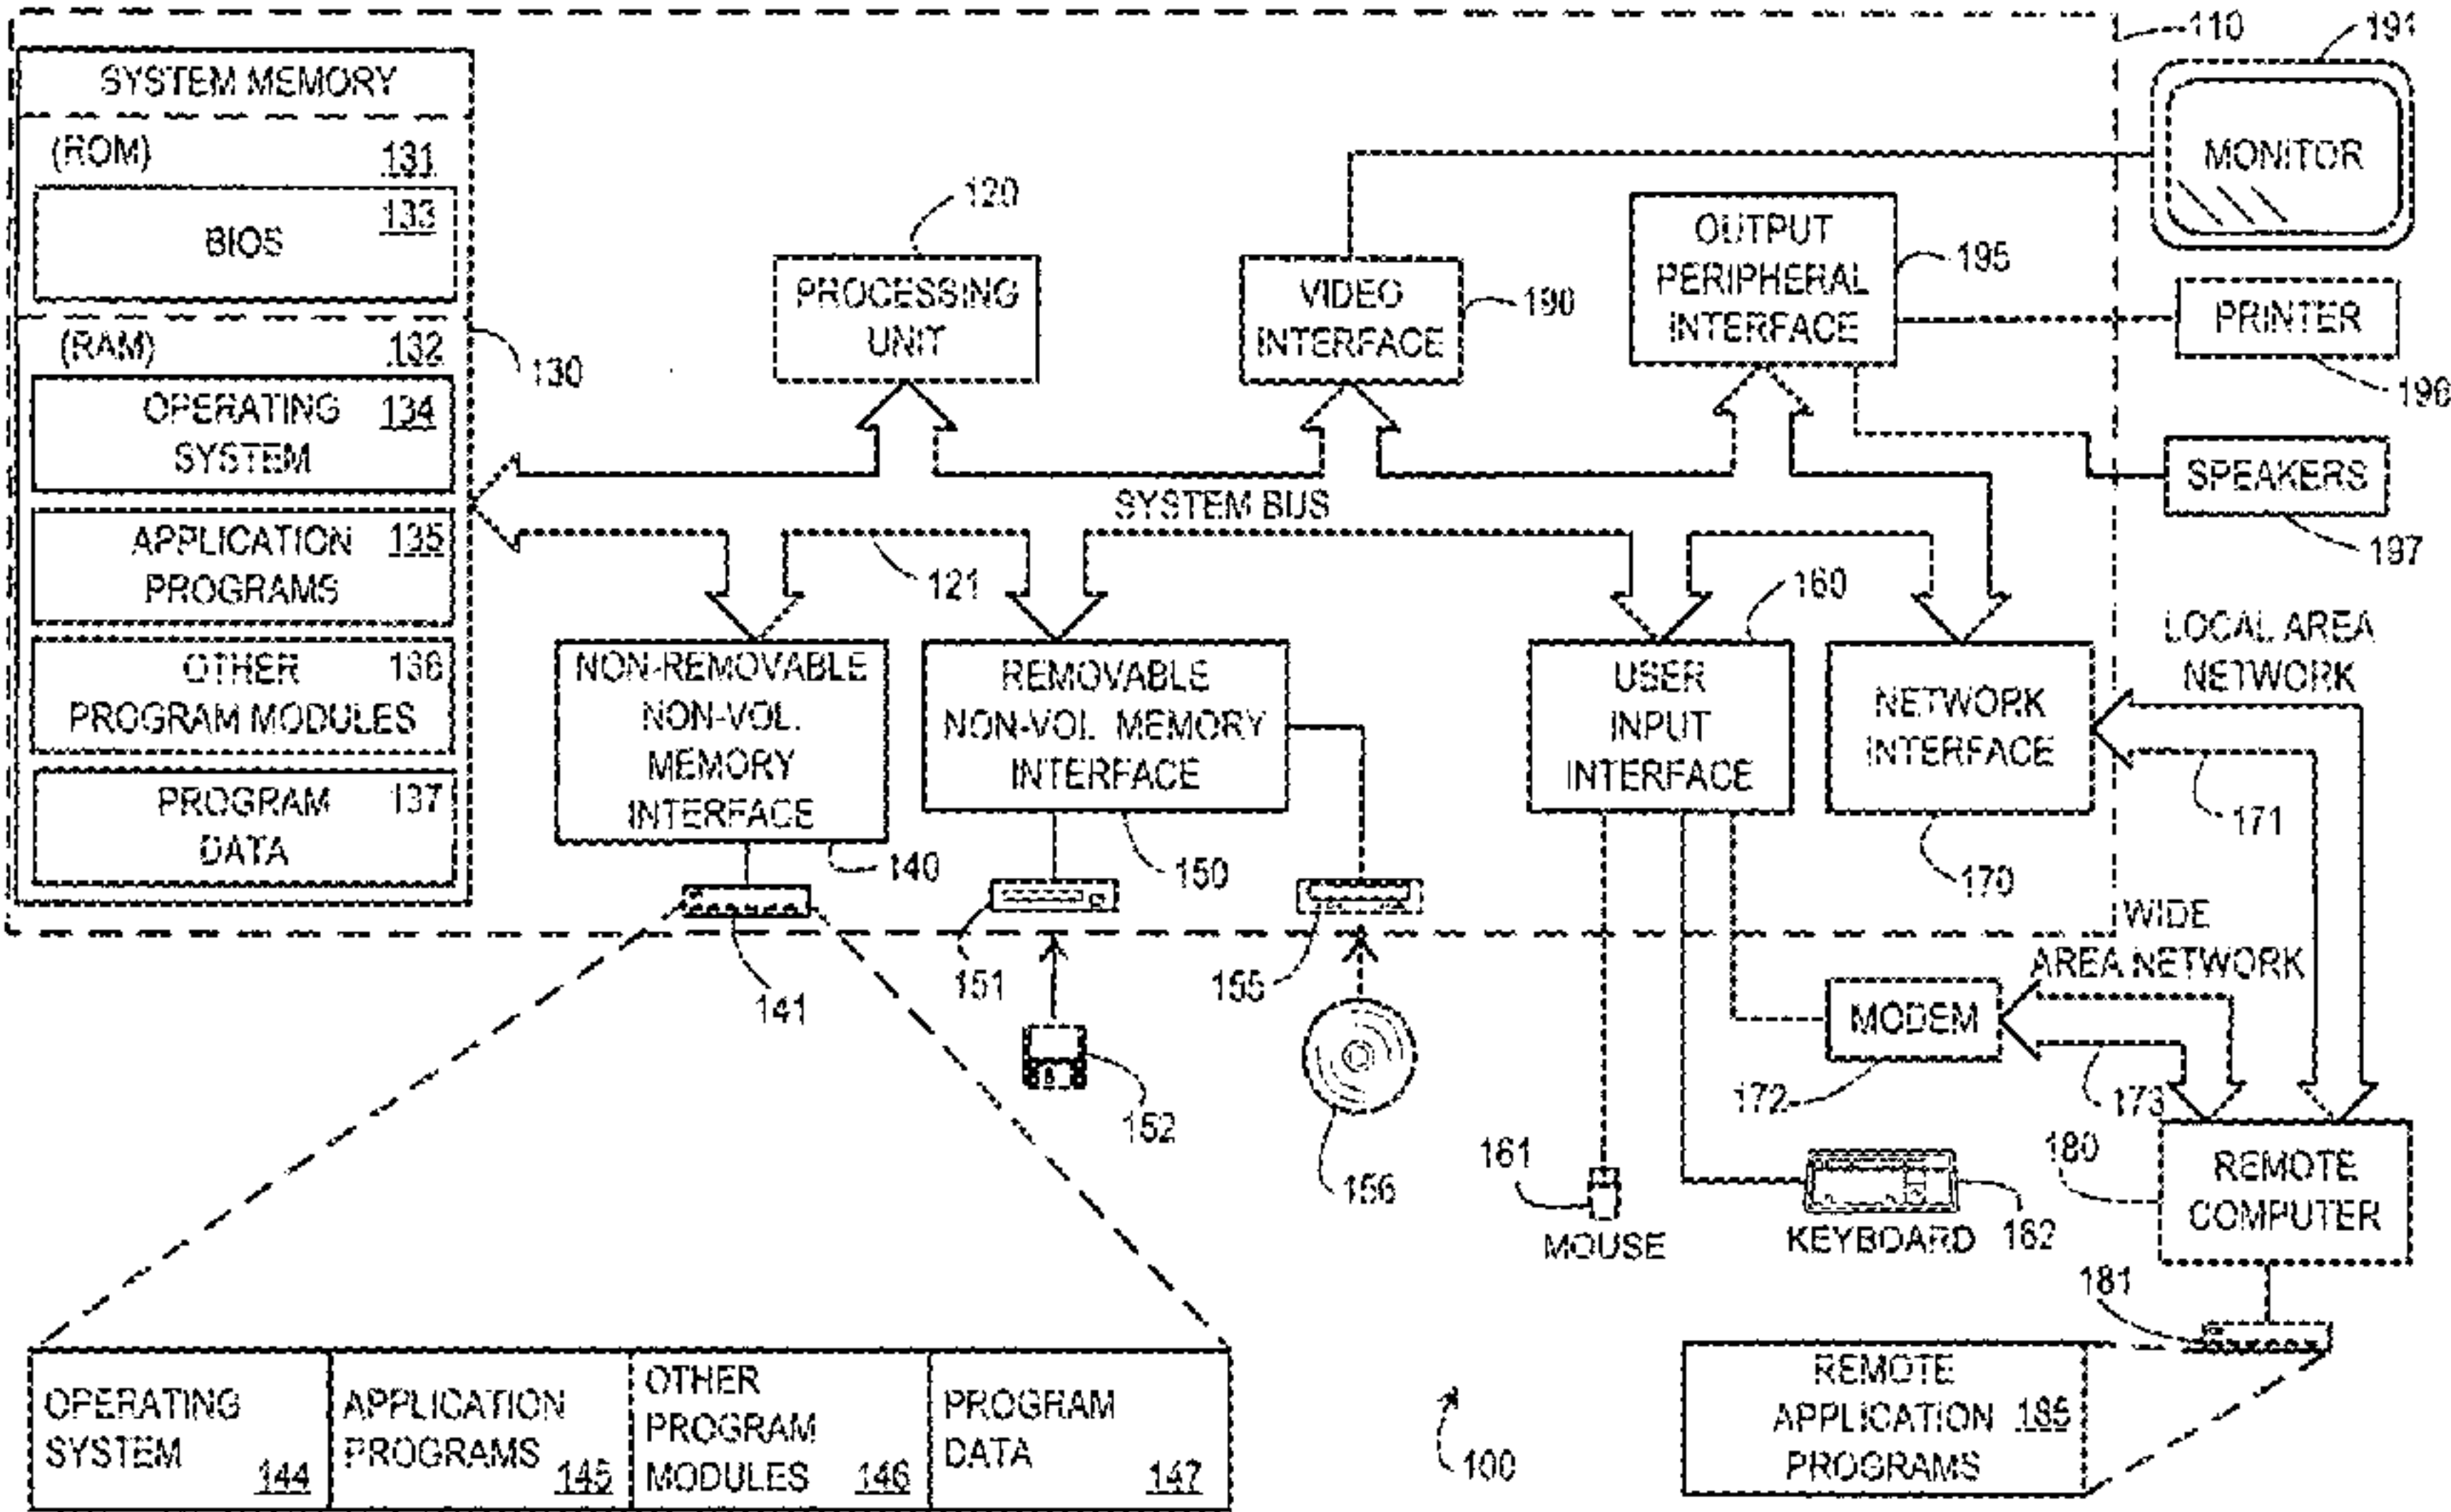 110
191
SYSTEM MEMORY
(ROM) 131
BIOS 133
(RAM) 132
130
OPERATING 134
SYSTEM
APPLICATION 135
PROGRAMS
OTHER 136
PROGRAM MODULES
PROGRAM 137
DATA
120
PROCESSING
UNIT
VIDEO
INTERFACE
190
OUTPUT
PERIPHERAL
INTERFACE
195
MONITOR
PRINTER
196
SPEAKERS
197
SYSTEM BUS
121
160
NON-REMOVABLE
NON-VOL.
MEMORY
INTERFACE
140
REMOVABLE
NON-VOL. MEMORY
INTERFACE
150
USER
INPUT
INTERFACE
NETWORK
INTERFACE
170
LOCAL AREA
NETWORK
171
141
151
152
155
156
WIDE
AREA NETWORK
MODEM
172
173
161
MOUSE
KEYBOARD 162
180
REMOTE
COMPUTER
181
OPERATING
SYSTEM
144
APPLICATION
PROGRAMS
145
OTHER
PROGRAM
MODULES 146
PROGRAM
DATA
147
100
REMOTE
APPLICATION 185
PROGRAMS